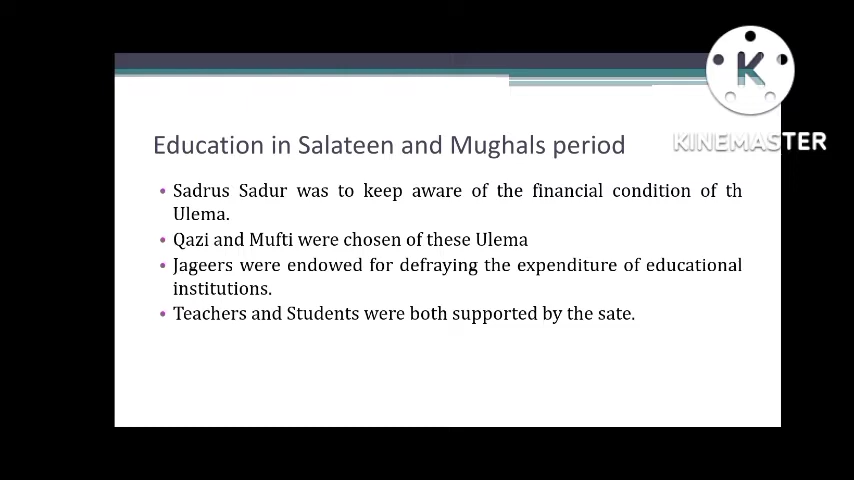 K
KINEMASTER
Education in Salateen and Mughals period
• Sadrus Sadur was to keep aware of the financial condition of th
Ulema.
• Qazi and Mufti were chosen of these Ulema
• Jageers were endowed for defraying the expenditure of educational
institutions.
• Teachers and Students were both supported by the sate.